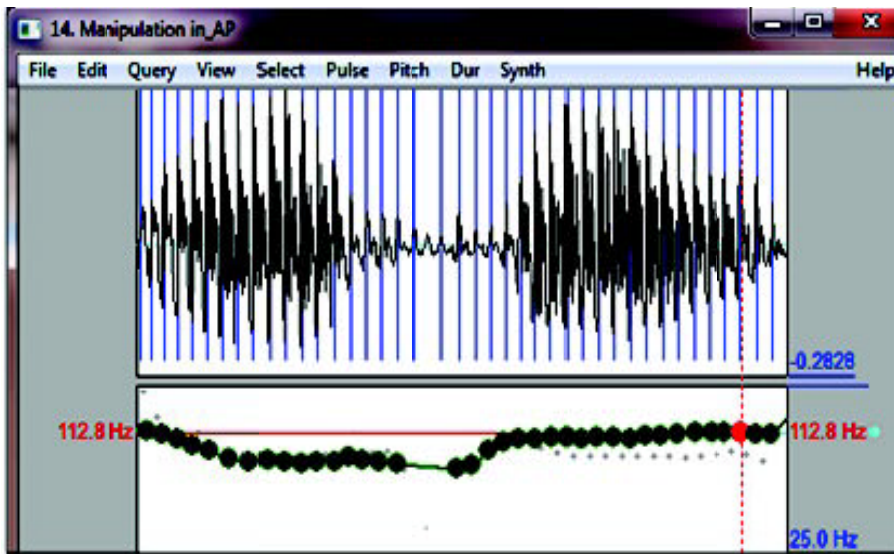 14. Manipulation in_AP
File Edit Query View Select Pulse Pitch Dur Synth Help
-0.2828
112.8 Hz 112.8 Hz
25.0 Hz